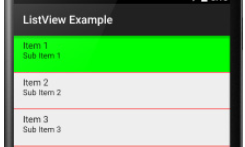 ListView Example
Item 1
Sub Item 1
Item 2
Sub Item 2
Item 3
Sub Item 3